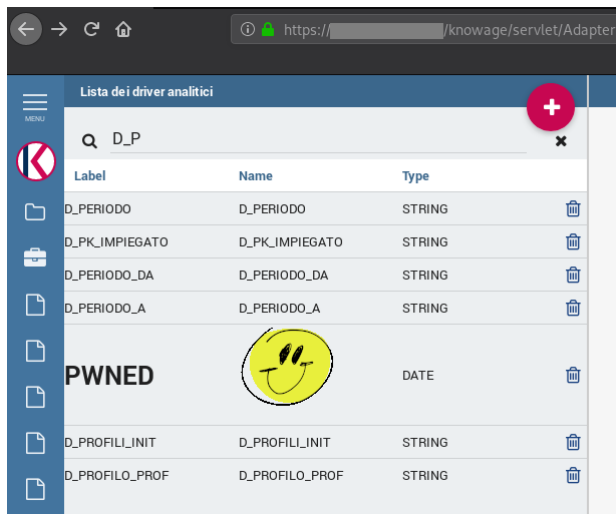 https:// /knowage/servlet/Adapter
Lista dei driver analitici
MENU
D_P
Label Name Type
D_PERIODO D_PERIODO STRING
D_PK_IMPIEGATO D_PK_IMPIEGATO STRING
D_PERIODO_DA D_PERIODO_DA STRING
D_PERIODO_A D_PERIODO_A STRING
PWNED DATE
D_PROFILI_INIT D_PROFILI_INIT STRING
D_PROFILO_PROF D_PROFILO_PROF STRING